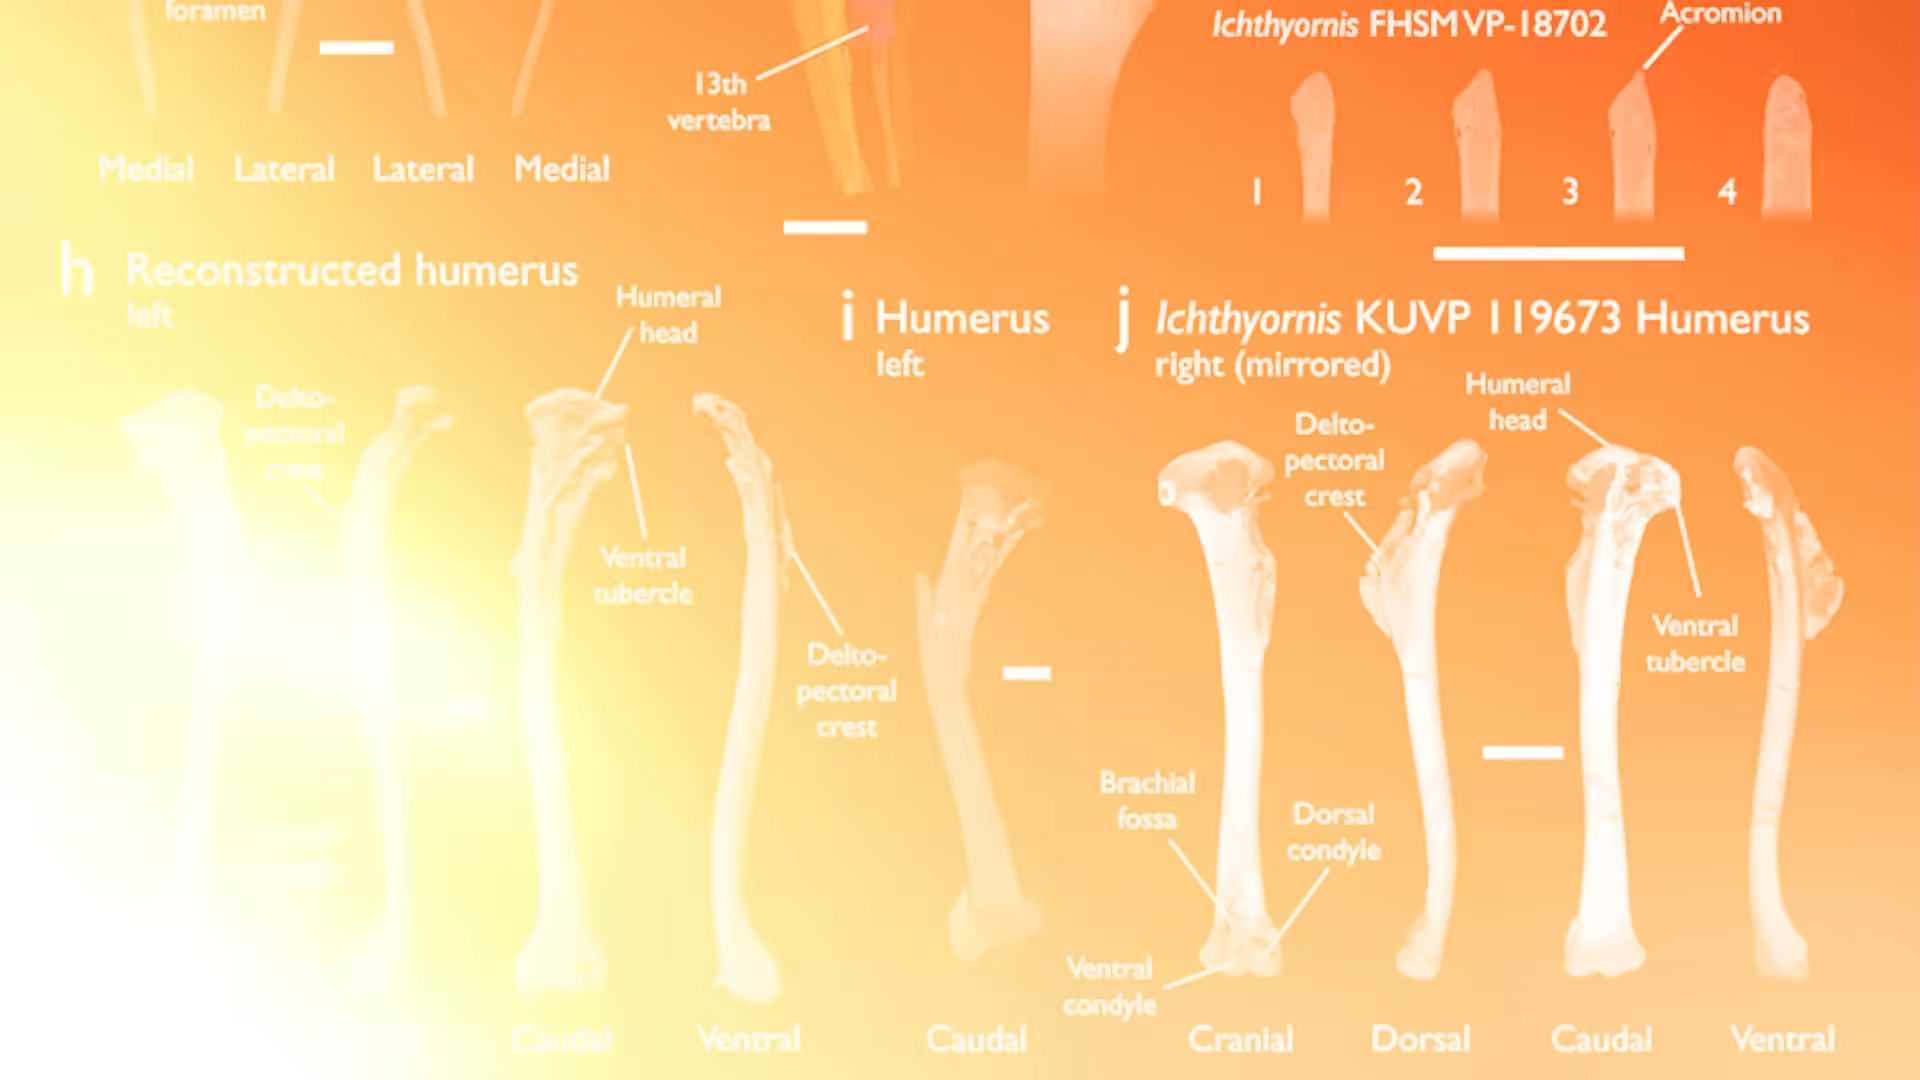 foramen
Medial Lateral Lateral Medial
13th
vertebra
Ichthyornis FHSM VP-18702
Acromion
1 2 3 4
h Reconstructed humerus
left
Delto-
pectoral
crest
Humeral
head
Ventral
tubercle
Delto-
pectoral
crest
Caudal Ventral
i Humerus
left
Caudal
j Ichthyornis KUVP 119673 Humerus
right (mirrored)
Delto-
pectoral
crest
Humeral
head
Ventral
tubercle
Brachial
fossa
Dorsal
condyle
Ventral
condyle
Cranial Dorsal Caudal Ventral